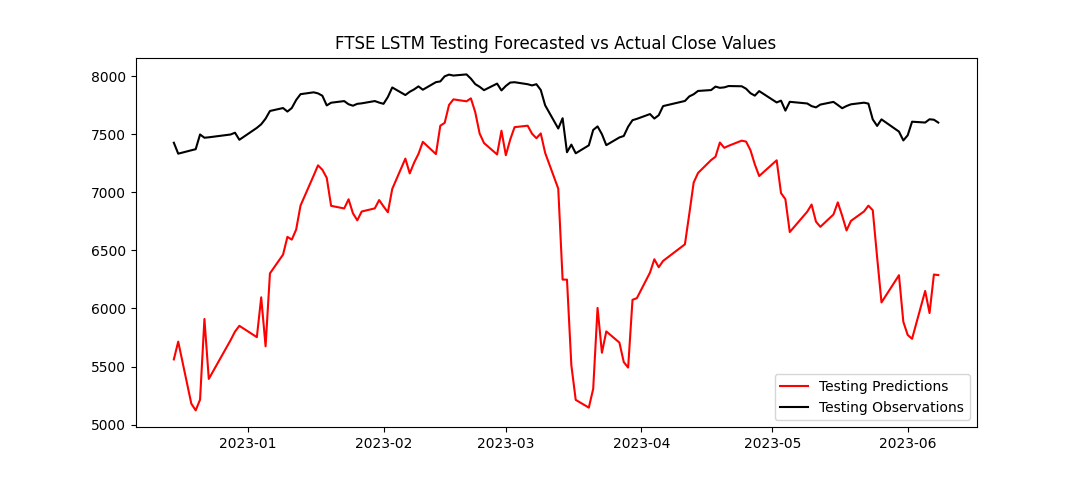 FTSE LSTM Testing Forecasted vs Actual Close Values
8000
7500
7000
6500
6000
5500
5000
Testing Predictions
Testing Observations
2023-01 2023-02 2023-03 2023-04 2023-05 2023-06